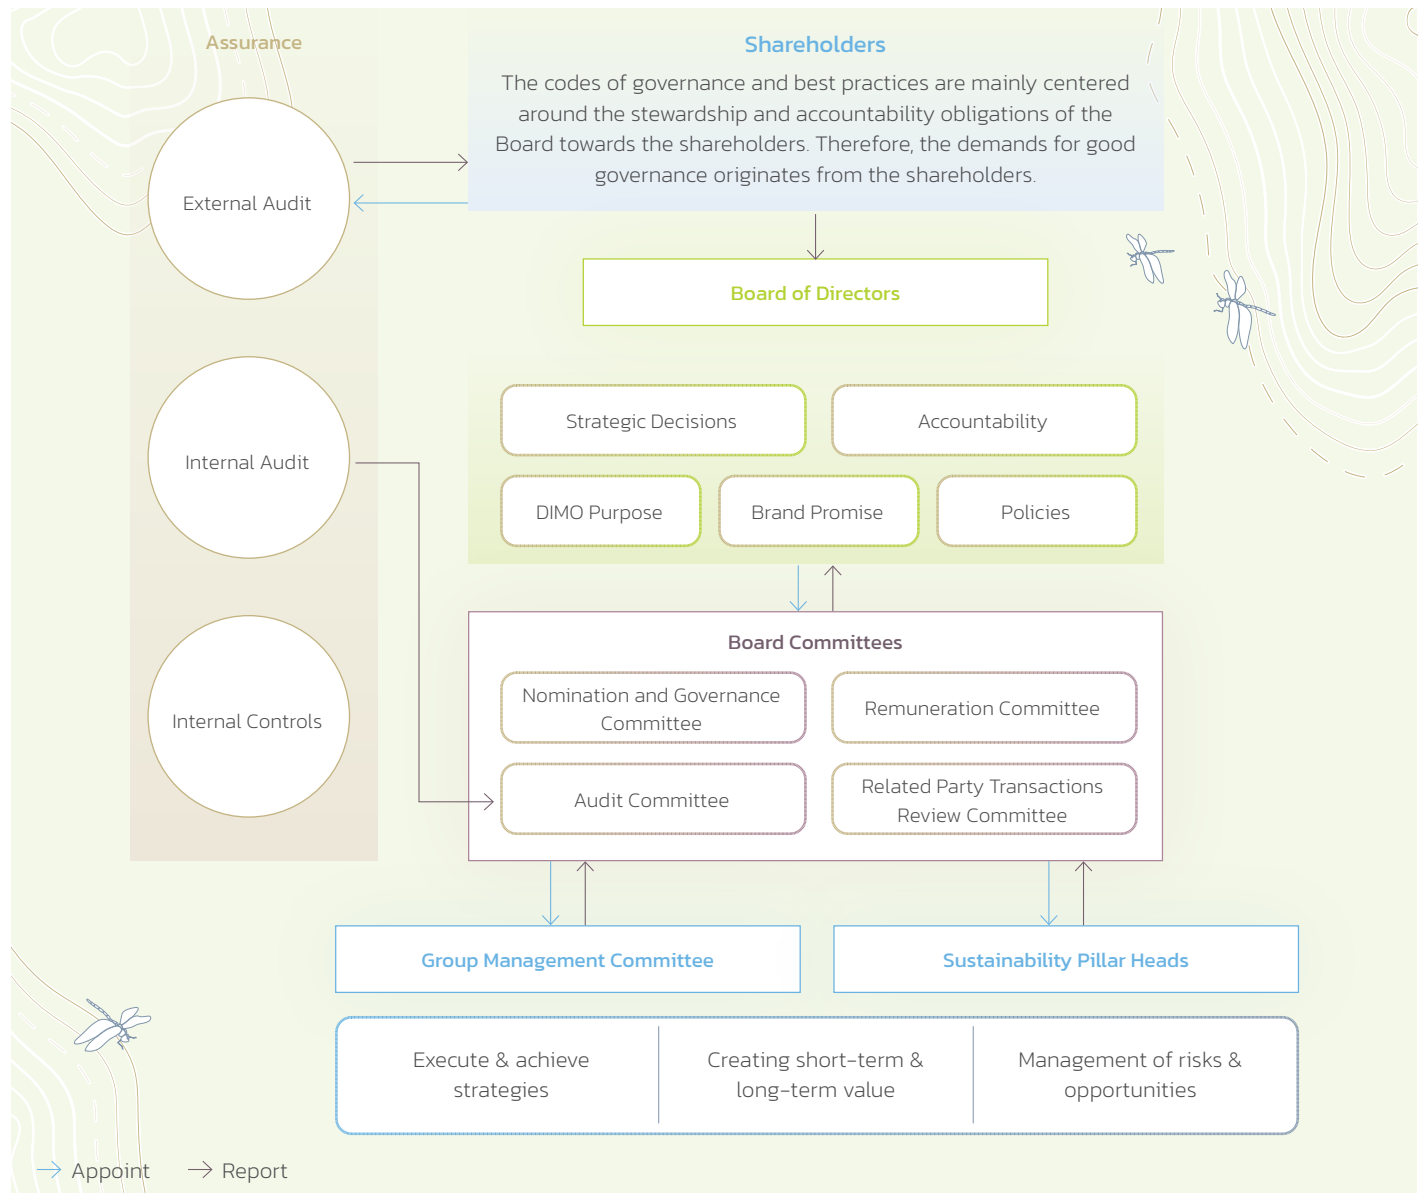 Assurance
External Audit
Internal Audit
Internal Controls
Shareholders
The codes of governance and best practices are mainly centered
around the stewardship and accountability obligations of the
Board towards the shareholders. Therefore, the demands for good
governance originates from the shareholders.
Board of Directors
Strategic Decisions
Accountability
DIMO Purpose
Brand Promise
Policies
Board Committees
Nomination and Governance
Committee
Remuneration Committee
Audit Committee
Related Party Transactions
Review Committee
Group Management Committee
Sustainability Pillar Heads
Execute & achieve
strategies
Creating short-term &
long-term value
Management of risks &
opportunities
Appoint
Report